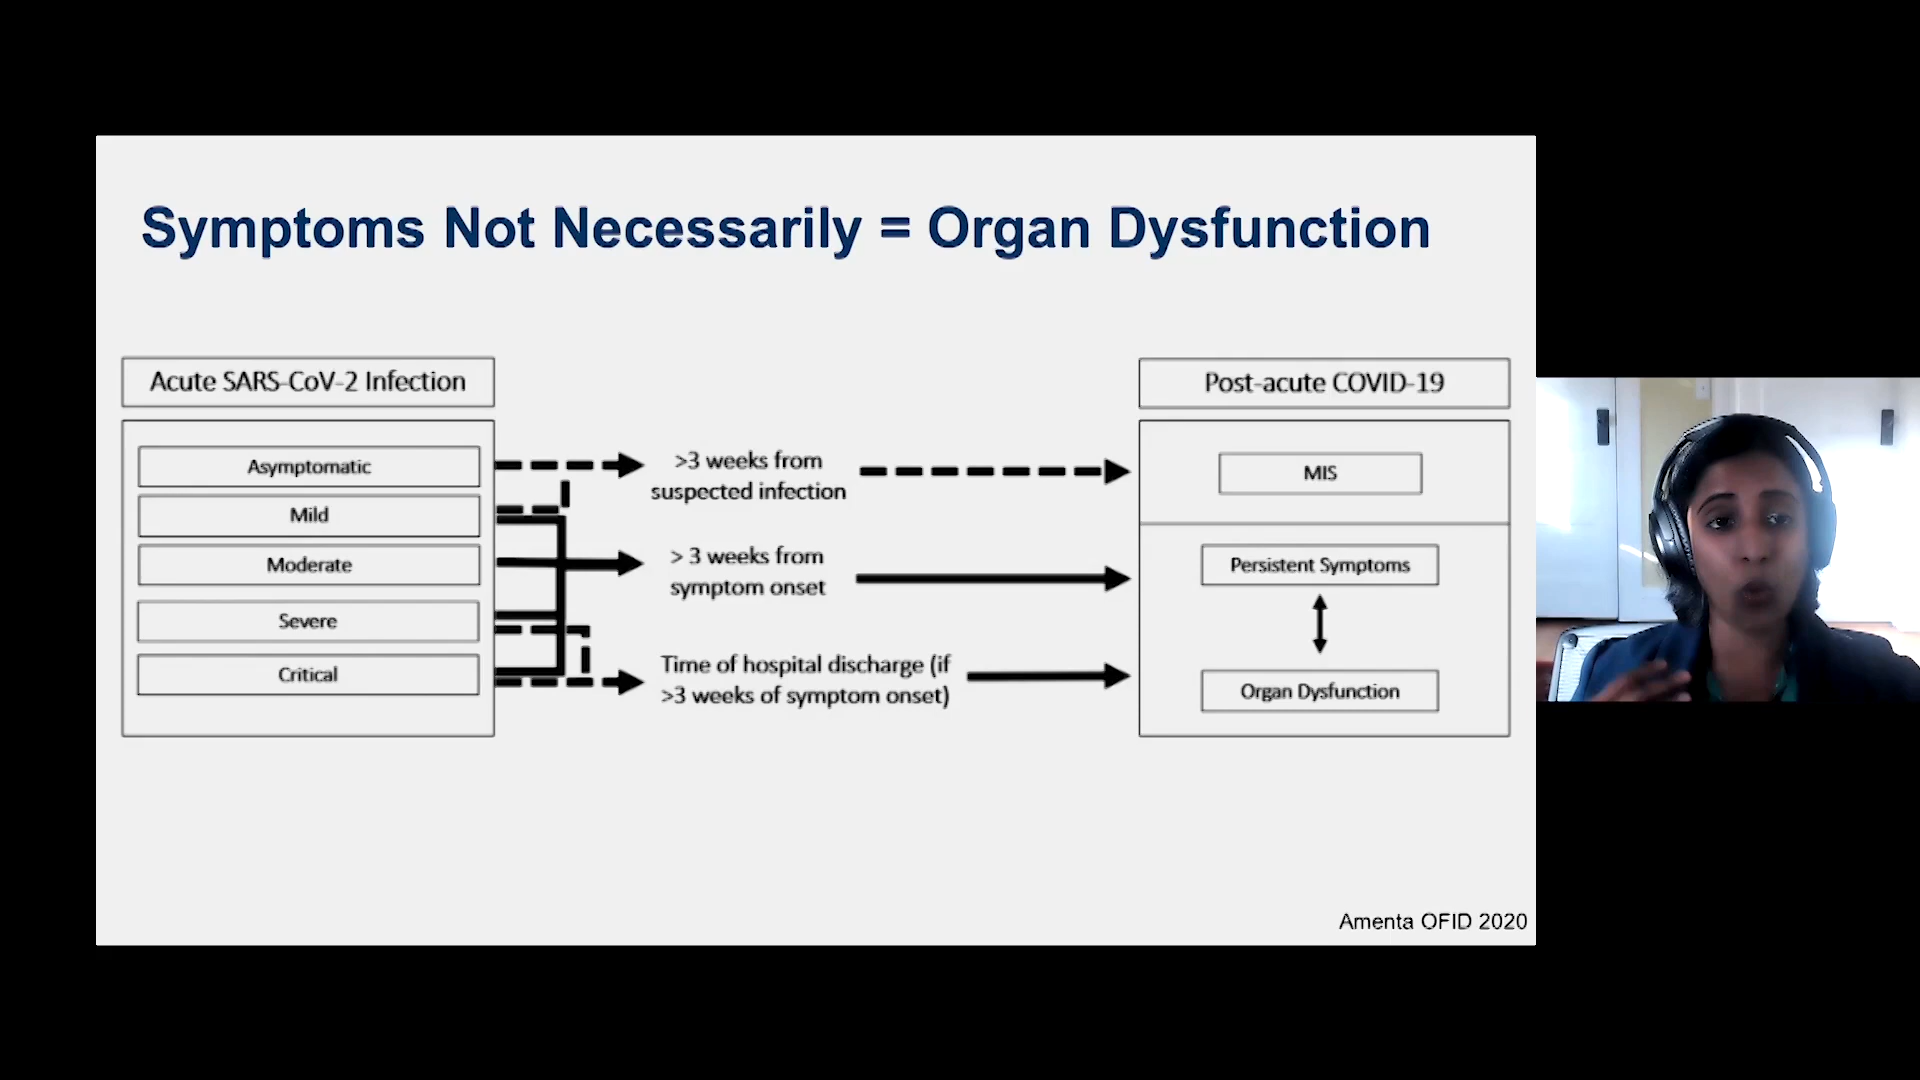 Symptoms Not Necessarily = Organ Dysfunction
Acute SARS-CoV-2 Infection
Asymptomatic
Mild
Moderate
Severe
Critical
>3 weeks from
suspected infection
> 3 weeks from
symptom onset
Time of hospital discharge (if
>3 weeks of symptom onset)
Post-acute COVID-19
MIS
Persistent Symptoms
Organ Dysfunction
Amenta OFID 2020